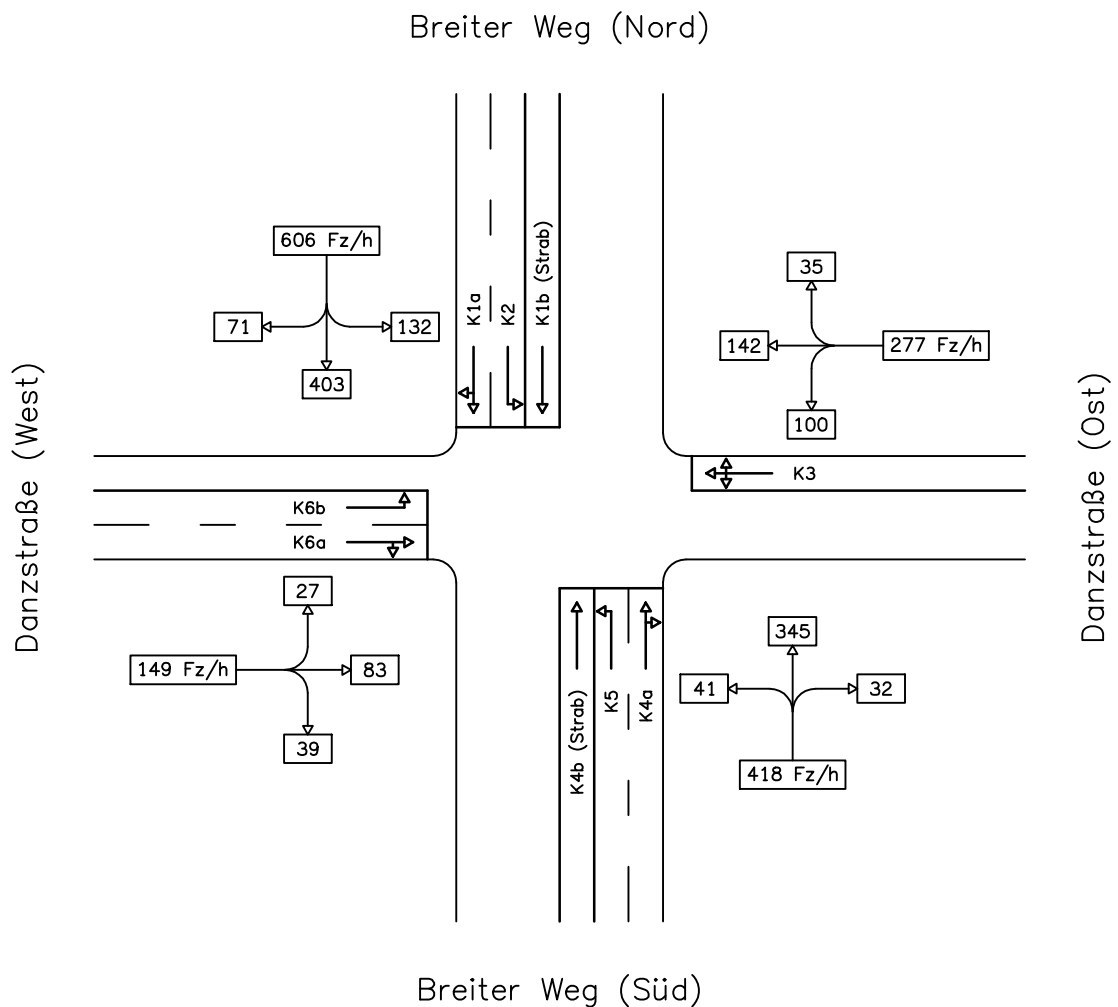 Breiter Weg (Nord)
606 Fz/h
71
132
403
K1a
K2
K1b (Strab)
35
142
277 Fz/h
100
Danzstraße (West)
Danzstraße (Ost)
K3
K6b
K6a
27
149 Fz/h
83
39
K4b (Strab)
K5
K4a
345
41
32
418 Fz/h
Breiter Weg (Süd)